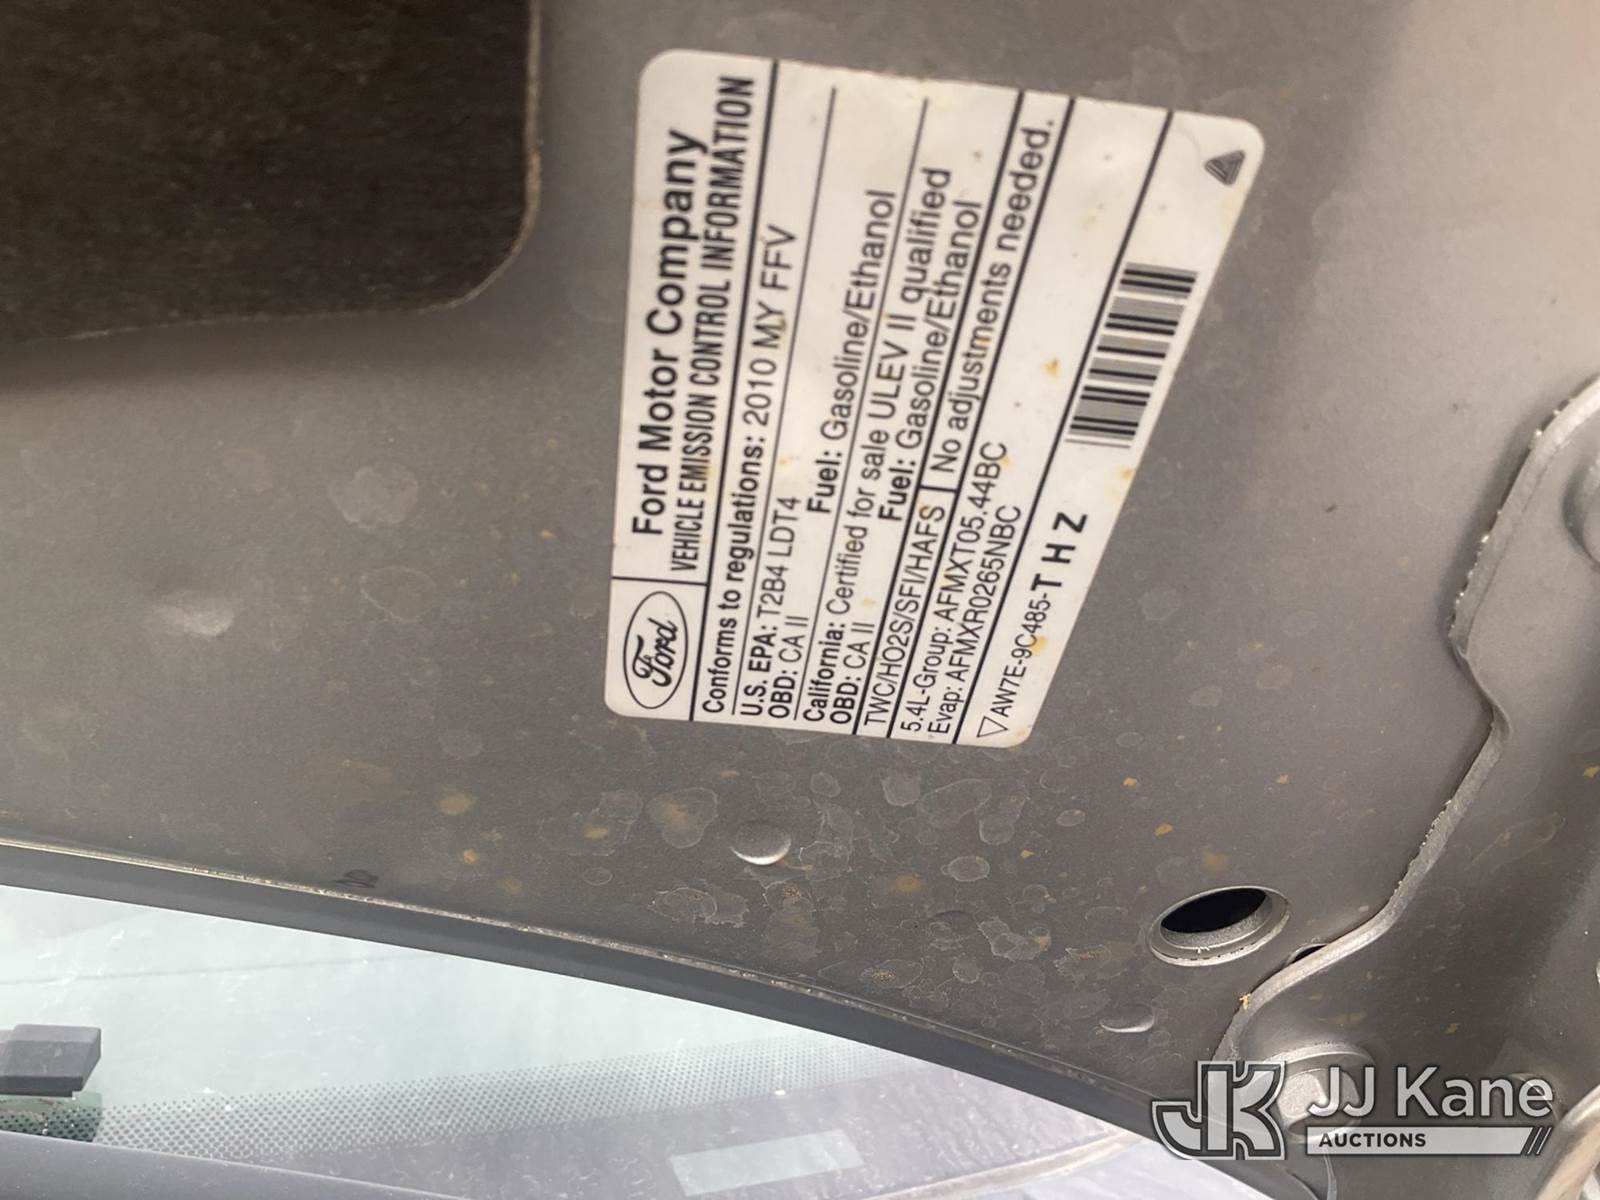 Ford
Ford Motor Company
VEHICLE EMISSION CONTROL INFORMATION
Conforms to regulations: 2010 MY FFV
U.S. EPA: T2B4 LDT4
OBD: CA II Fuel: Gasoline/Ethanol
California: Certified for sale ULEV II qualified
OBD: CA II Fuel: Gasoline/Ethanol
TWC/HO2S/SFI/HAFS No adjustments needed.
5.4L-Group: AFMXT05.44BC
Evap: AFMXR0265NBC
AW7E-9C485-THZ
JK JJ Kane
AUCTIONS